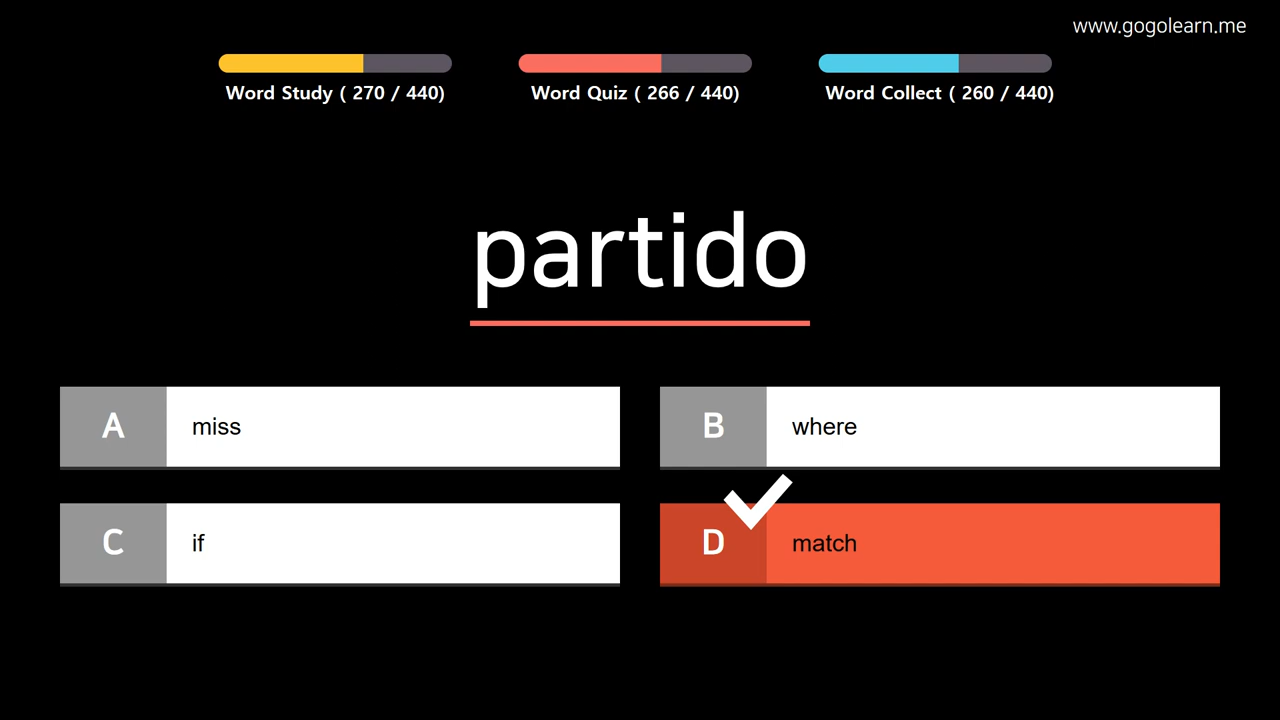 www.gogolearn.me
Word Study ( 270 / 440)
Word Quiz ( 266 / 440)
Word Collect ( 260 / 440)
partido
A miss
B where
C if
D match